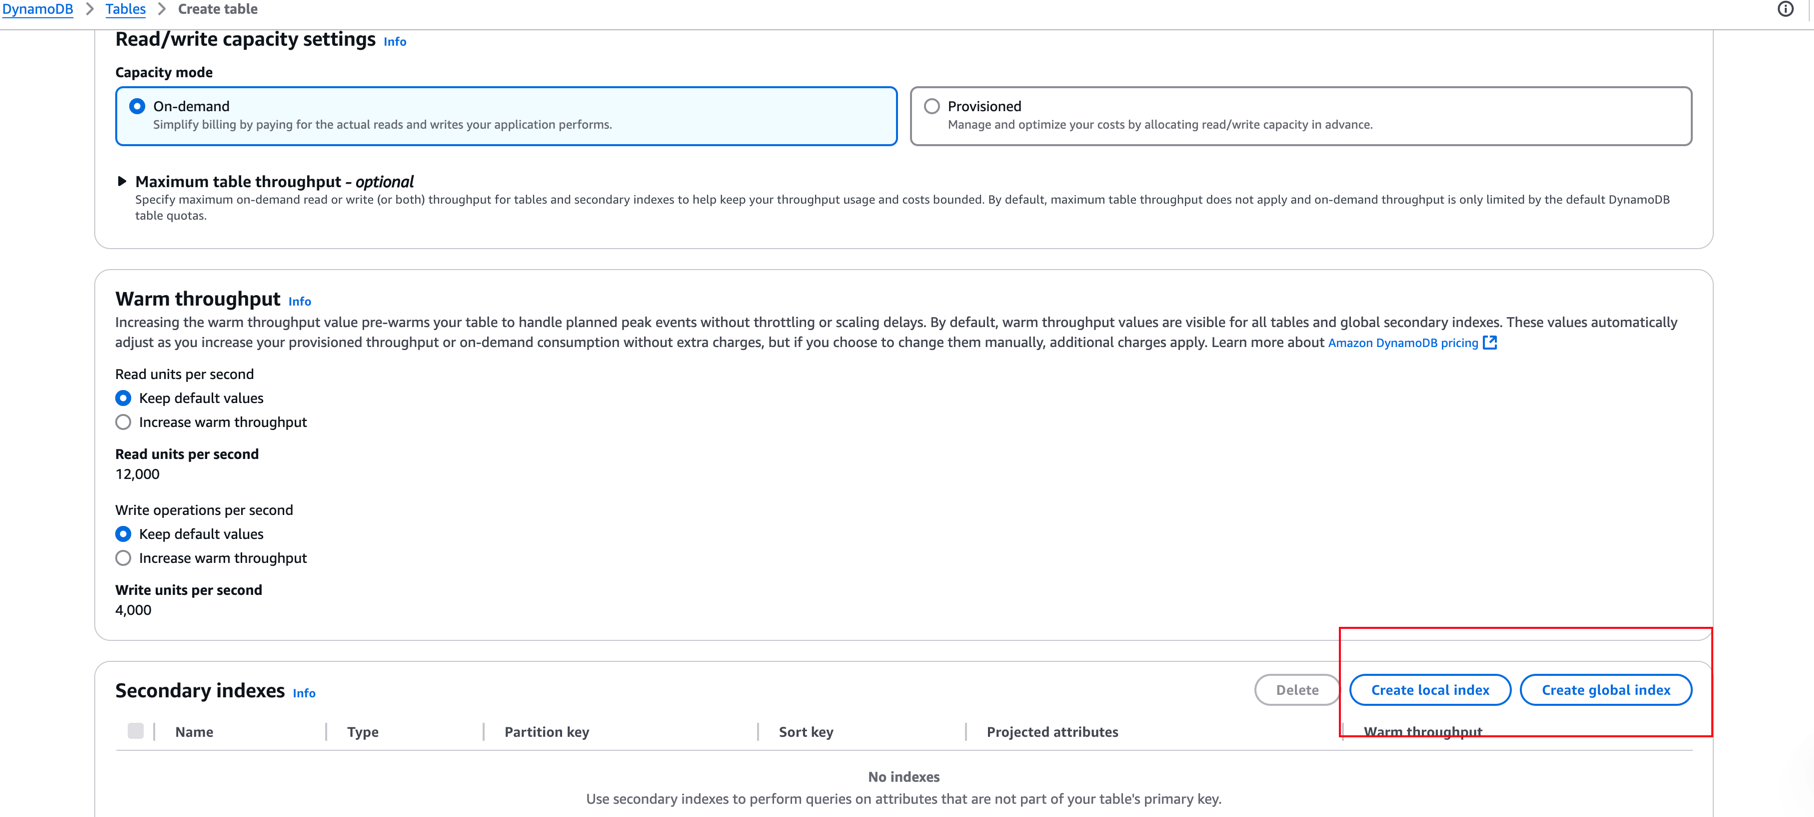 DynamoDB > Tables > Create table
Read/write capacity settings Info
Capacity mode
On-demand
Simplify billing by paying for the actual reads and writes your application performs.
Provisioned
Manage and optimize your costs by allocating read/write capacity in advance.
Maximum table throughput - optional
Specify maximum on-demand read or write (or both) throughput for tables and secondary indexes to help keep your throughput usage and costs bounded. By default, maximum table throughput does not apply and on-demand throughput is only limited by the default DynamoDB
table quotas.
Warm throughput Info
Increasing the warm throughput value pre-warms your table to handle planned peak events without throttling or scaling delays. By default, warm throughput values are visible for all tables and global secondary indexes. These values automatically
adjust as you increase your provisioned throughput or on-demand consumption without extra charges, but if you choose to change them manually, additional charges apply. Learn more about Amazon DynamoDB pricing
Read units per second
Keep default values
Increase warm throughput
Read units per second
12,000
Write operations per second
Keep default values
Increase warm throughput
Write units per second
4,000
Secondary indexes Info
Delete Create local index Create global index
Name Type Partition key Sort key Projected attributes Warm throughput
No indexes
Use secondary indexes to perform queries on attributes that are not part of your table's primary key.